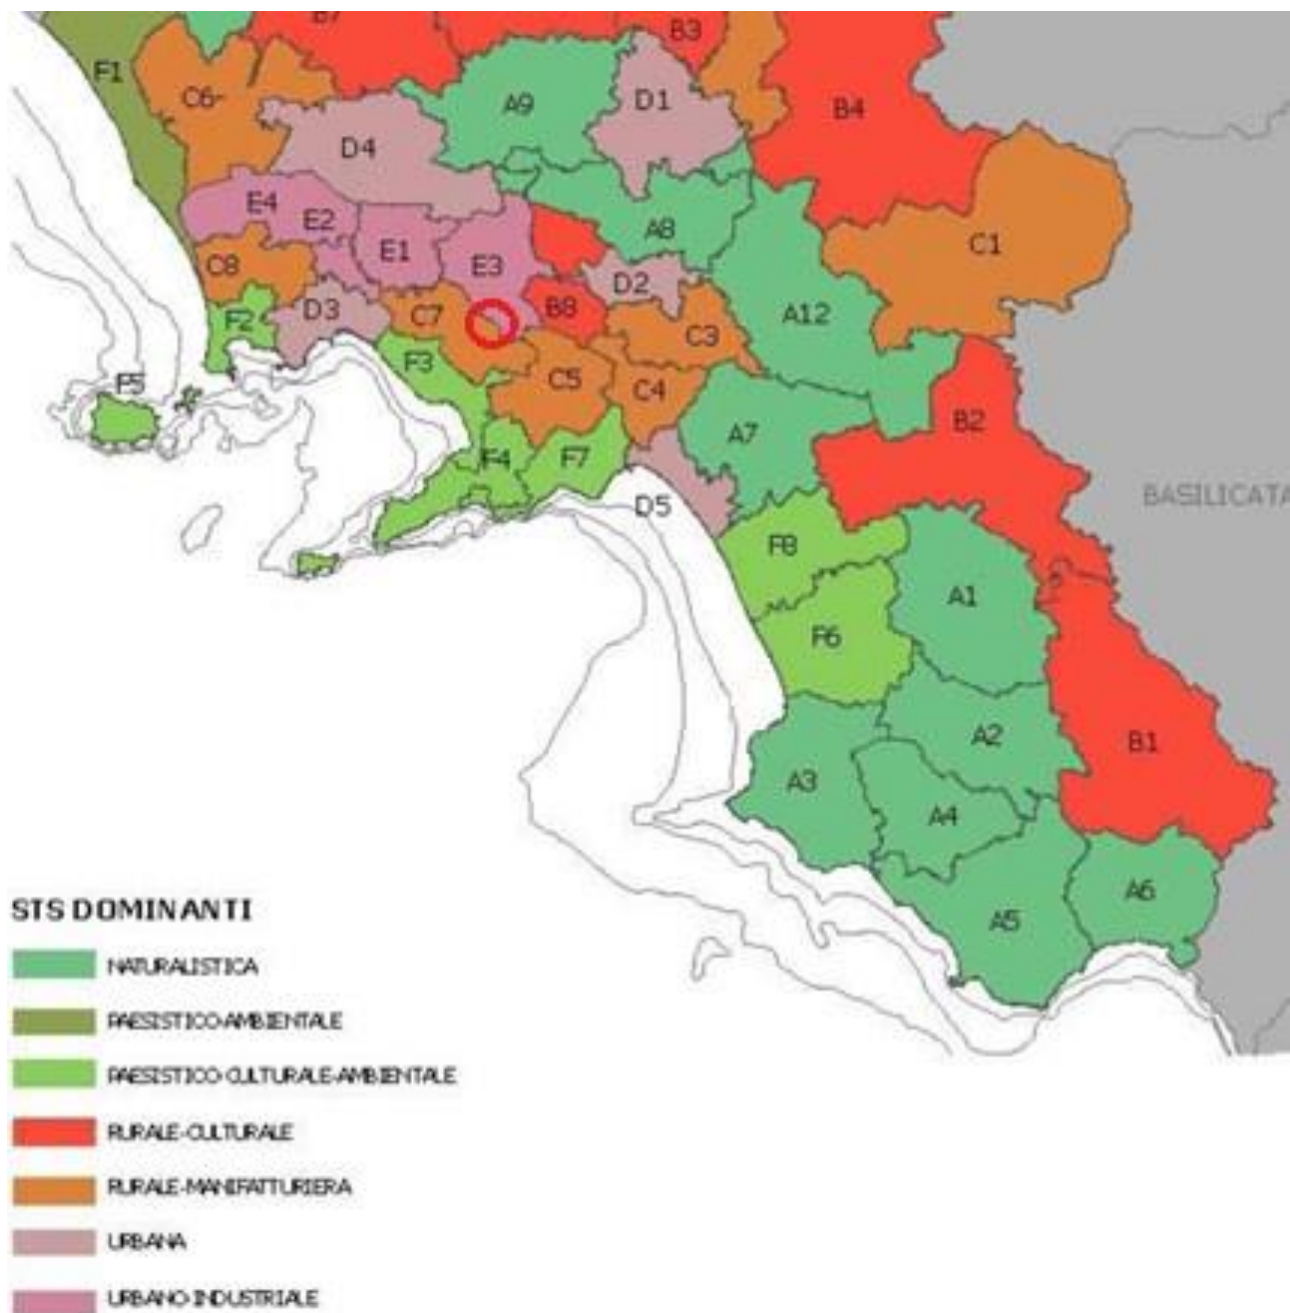 B7
B3
F1
C6-
A9
D1
B4
D4
E4
E2
A8
C1
E1
E3
C8
D2
F2
D3
C7
B8
C3
A12
F3
F5
C5
C4
B2
A7
F4
F7
D5
BASILICATA
F8
A1
F6
A2
B1
A3
A4
A6
A5
STS DOMINANTI
NATURALISTICA
PAESISTICO-AMBIENTALE
PAESISTICO-CULTURALE-AMBIENTALE
RURALE-CULTURALE
RURALE-MANIFATTURIERA
URBANA
URBANO-INDUSTRIALE